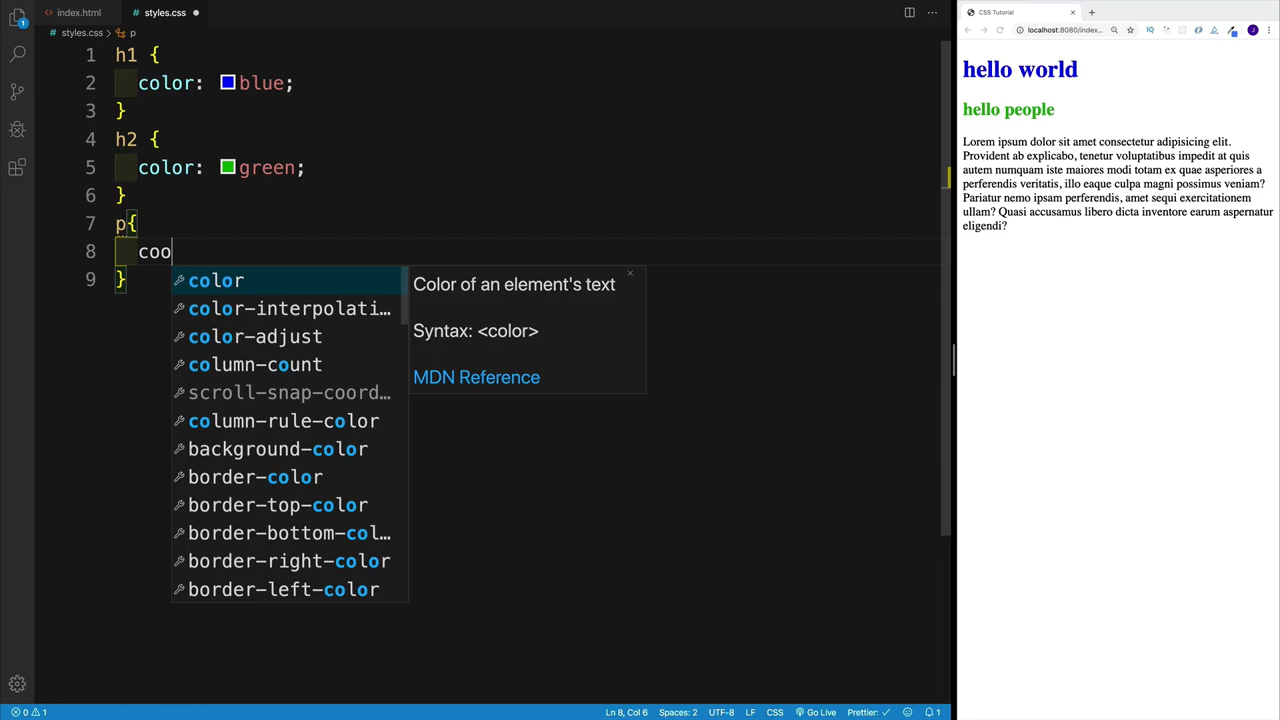 index.html
styles.css
styles.css > p
1 h1 {
2 color: blue;
3 }
4 h2 {
5 color: green;
6 }
7 p{
8 coo
9 }
color
color-interpolati…
color-adjust
column-count
scroll-snap-coord…
column-rule-color
background-color
border-color
border-top-color
border-bottom-col…
border-right-color
border-left-color
Color of an element's text
Syntax: <color>
MDN Reference
1
0 1
Ln 8, Col 6
Spaces: 2
UTF-8
LF
CSS
Go Live
Prettier:
1
CSS Tutorial
localhost:8080/index...
IQ
J
hello world
hello people
Lorem ipsum dolor sit amet consectetur adipisicing elit.
Provident ab explicabo, tenetur voluptatibus impedit at quis
autem numquam iste maiores modi totam ex quae asperiores a
perferendis veritatis, illo eaque culpa magni possimus veniam?
Pariatur nemo ipsam perferendis, amet sequi exercitationem
ullam? Quasi accusamus libero dicta inventore earum aspernatur
eligendi?